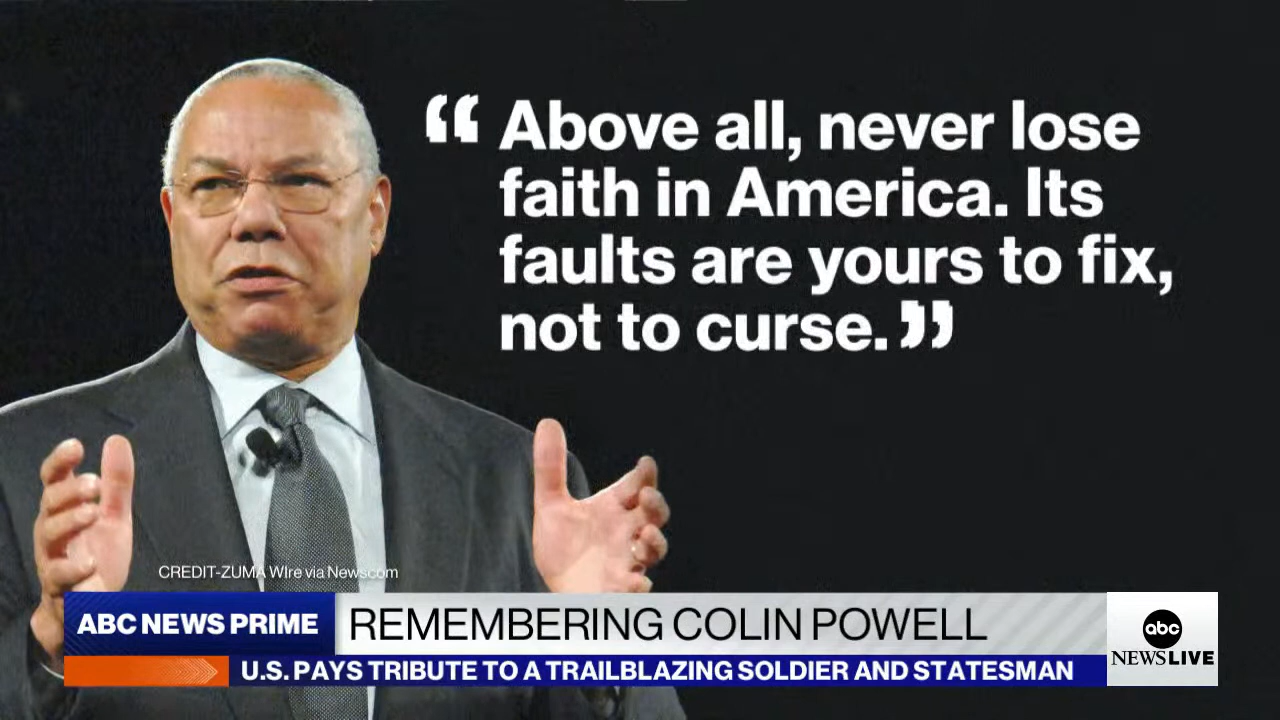 “ Above all, never lose
faith in America. Its
faults are yours to fix,
not to curse.”
CREDIT-ZUMA WIre via Newscom
ABC NEWS PRIME
REMEMBERING COLIN POWELL
U.S. PAYS TRIBUTE TO A TRAILBLAZING SOLDIER AND STATESMAN
abc
NEWSLIVE